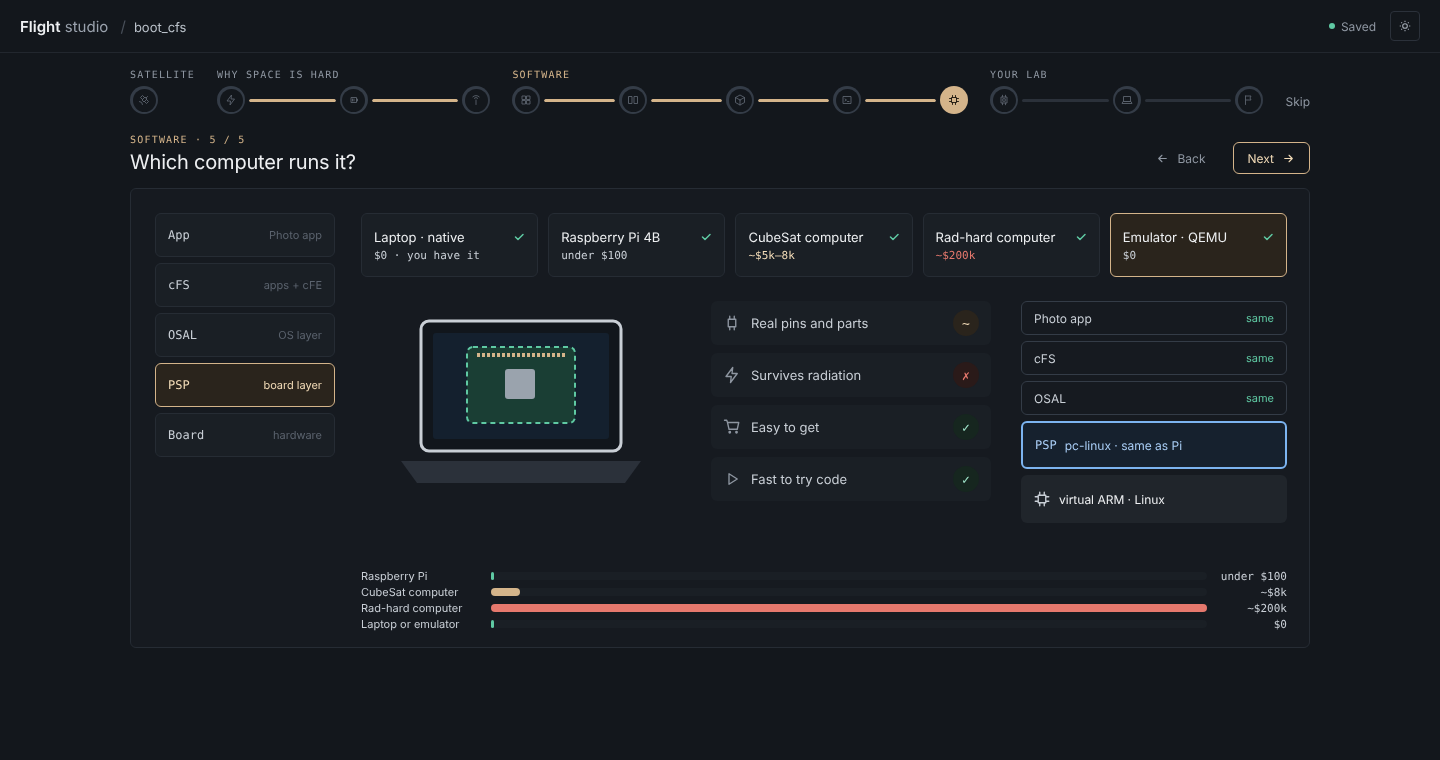 Flight studio / boot_cfs
Saved
SATELLITE
WHY SPACE IS HARD
SOFTWARE
YOUR LAB
Skip
SOFTWARE · 5 / 5
Which computer runs it?
← Back
Next →
App Photo app
cFS apps + cFE
OSAL OS layer
PSP board layer
Board hardware
Laptop · native ✓
$0 · you have it
Raspberry Pi 4B ✓
under $100
CubeSat computer ✓
~$5k–8k
Rad-hard computer ✓
~$200k
Emulator · QEMU ✓
$0
Real pins and parts ~
Survives radiation ✗
Easy to get ✓
Fast to try code ✓
Photo app same
cFS same
OSAL same
PSP pc-linux · same as Pi
virtual ARM · Linux
Raspberry Pi under $100
CubeSat computer ~$8k
Rad-hard computer ~$200k
Laptop or emulator $0